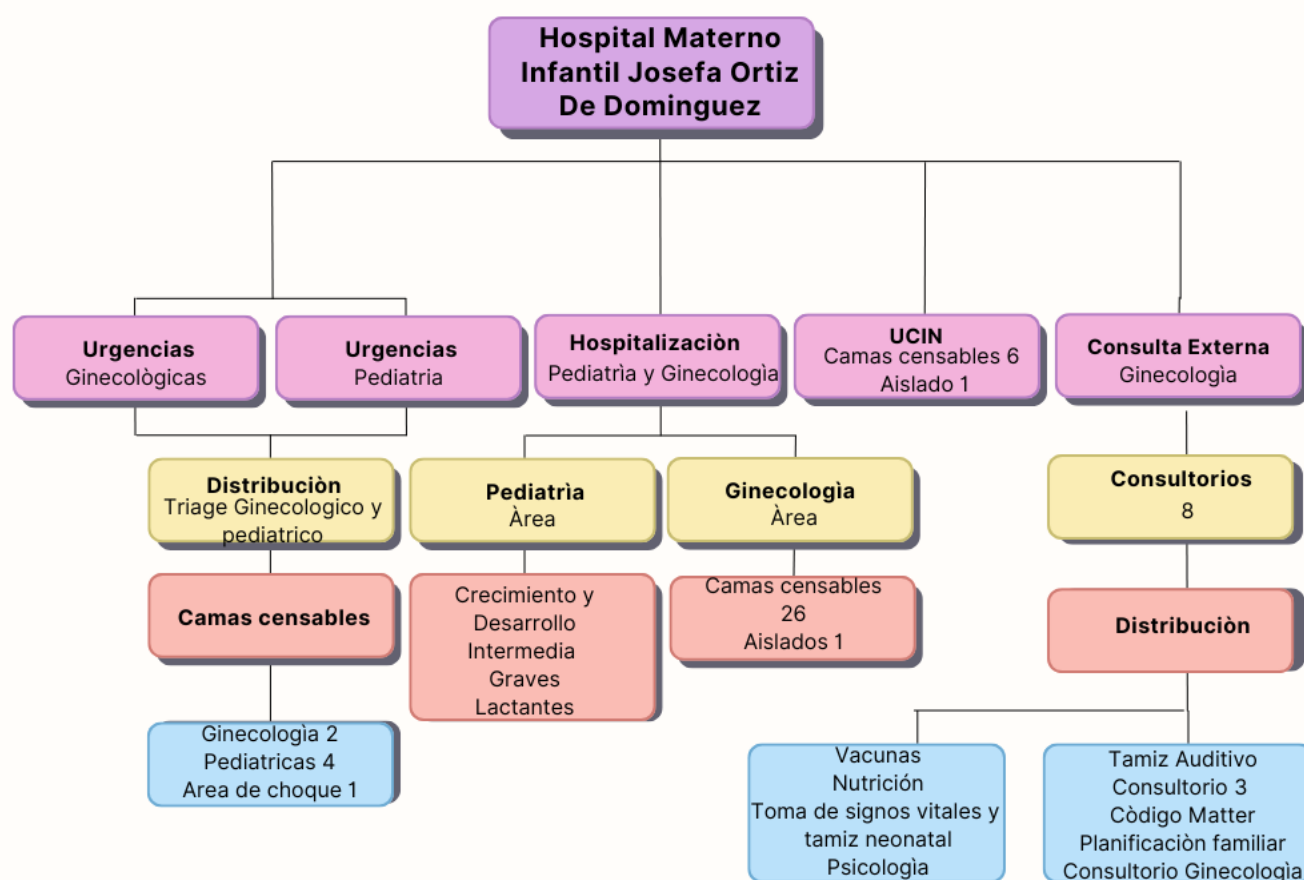 Hospital Materno
Infantil Josefa Ortiz
De Dominguez
Urgencias
Ginecològicas
Urgencias
Pediatria
Hospitalizaciòn
Pediatrìa y Ginecologìa
UCIN
Camas censables 6
Aislado 1
Consulta Externa
Ginecologìa
Distribuciòn
Triage Ginecologico y
pediatrico
Pediatrìa
Àrea
Ginecologìa
Àrea
Consultorios
8
Camas censables
Crecimiento y
Desarrollo
Intermedia
Graves
Lactantes
Camas censables
26
Aislados 1
Distribuciòn
Ginecologìa 2
Pediatricas 4
Area de choque 1
Vacunas
Nutrición
Toma de signos vitales y
tamiz neonatal
Psicologìa
Tamiz Auditivo
Consultorio 3
Còdigo Matter
Planificaciòn familiar
Consultorio Ginecologìa